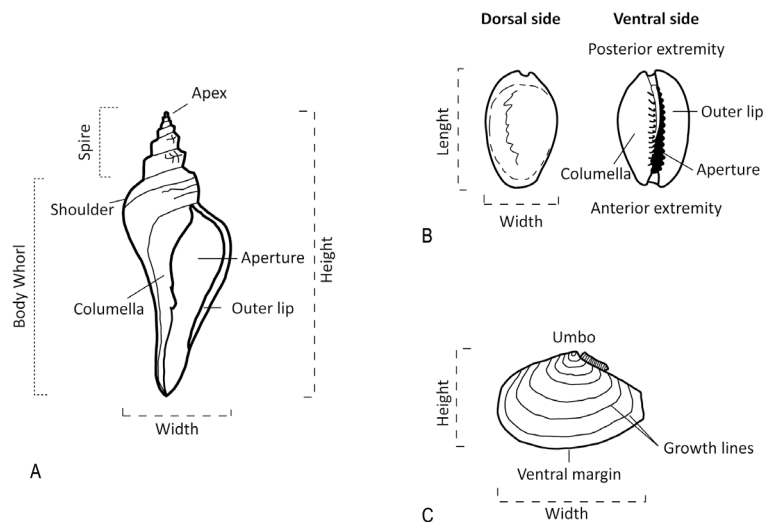 Apex
Spire
Shoulder
Body Whorl
Height
Aperture
Columella
Outer lip
Width
A
Dorsal side
Ventral side
Posterior extremity
Lenght
Outer lip
Columella
Aperture
Anterior extremity
Width
B
Umbo
Height
Growth lines
Ventral margin
Width
C